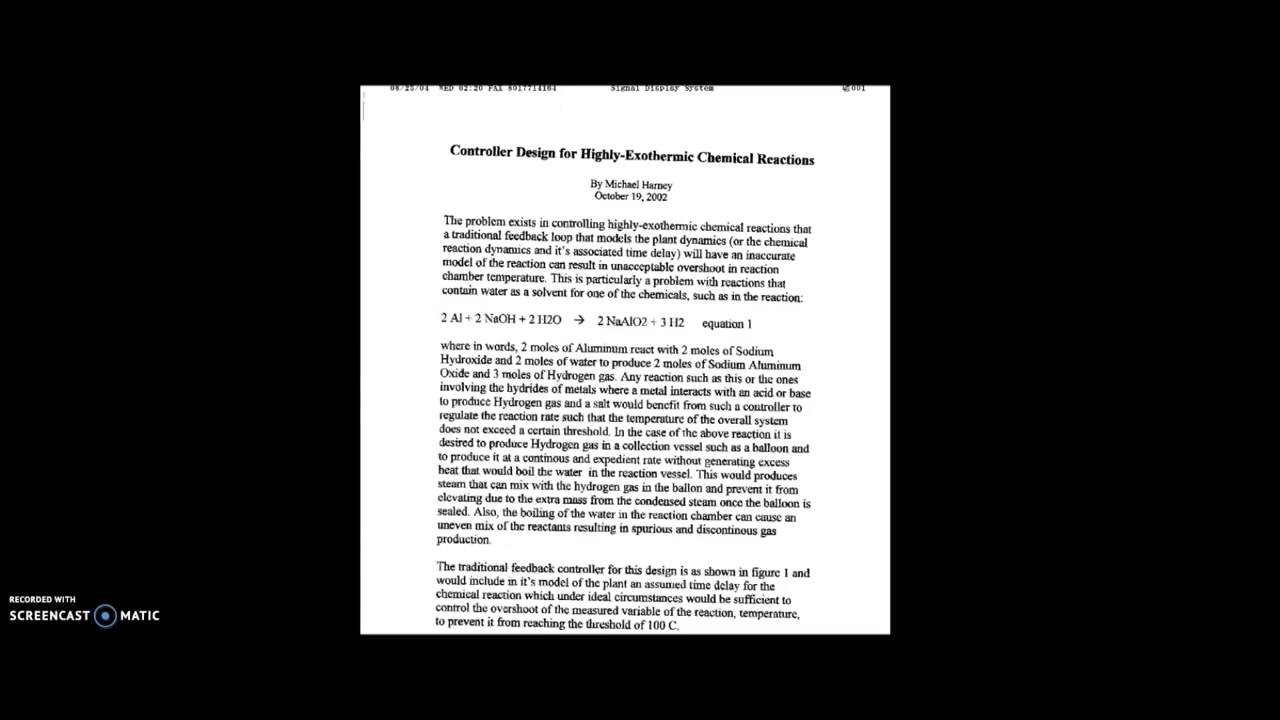 08/25/04 WED 02:20 FAX 8017714164 Signal Display System 001
Controller Design for Highly-Exothermic Chemical Reactions
By Michael Harney
October 19, 2002
The problem exists in controlling highly-exothermic chemical reactions that
a traditional feedback loop that models the plant dynamics (or the chemical
reaction dynamics and it's associated time delay) will have an inaccurate
model of the reaction can result in unacceptable overshoot in reaction
chamber temperature. This is particularly a problem with reactions that
contain water as a solvent for one of the chemicals, such as in the reaction:
2 Al + 2 NaOH + 2 H2O → 2 NaAlO2 + 3 H2 equation 1
where in words, 2 moles of Aluminum react with 2 moles of Sodium
Hydroxide and 2 moles of water to produce 2 moles of Sodium Aluminum
Oxide and 3 moles of Hydrogen gas. Any reaction such as this or the ones
involving the hydrides of metals where a metal interacts with an acid or base
to produce Hydrogen gas and a salt would benefit from such a controller to
regulate the reaction rate such that the temperature of the overall system
does not exceed a certain threshold. In the case of the above reaction it is
desired to produce Hydrogen gas in a collection vessel such as a balloon and
to produce it at a continous and expedient rate without generating excess
heat that would boil the water in the reaction vessel. This would produces
steam that can mix with the hydrogen gas in the ballon and prevent it from
elevating due to the extra mass from the condensed steam once the balloon is
sealed. Also, the boiling of the water in the reaction chamber can cause an
uneven mix of the reactants resulting in spurious and discontinous gas
production.
The traditional feedback controller for this design is as shown in figure 1 and
would include in it's model of the plant an assumed time delay for the
chemical reaction which under ideal circumstances would be sufficient to
control the overshoot of the measured variable of the reaction, temperature,
to prevent it from reaching the threshold of 100 C.
RECORDED WITH
SCREENCAST MATIC